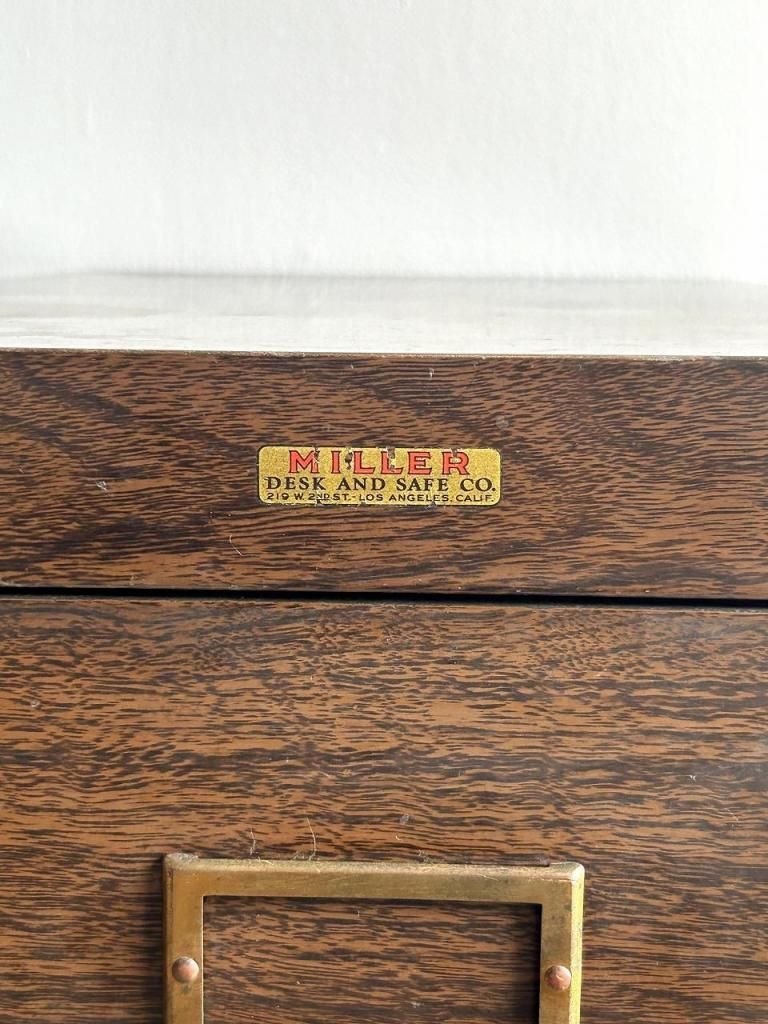 MILLER
DESK AND SAFE CO.
219 W. 2ND ST.-LOS ANGELES, CALIF.